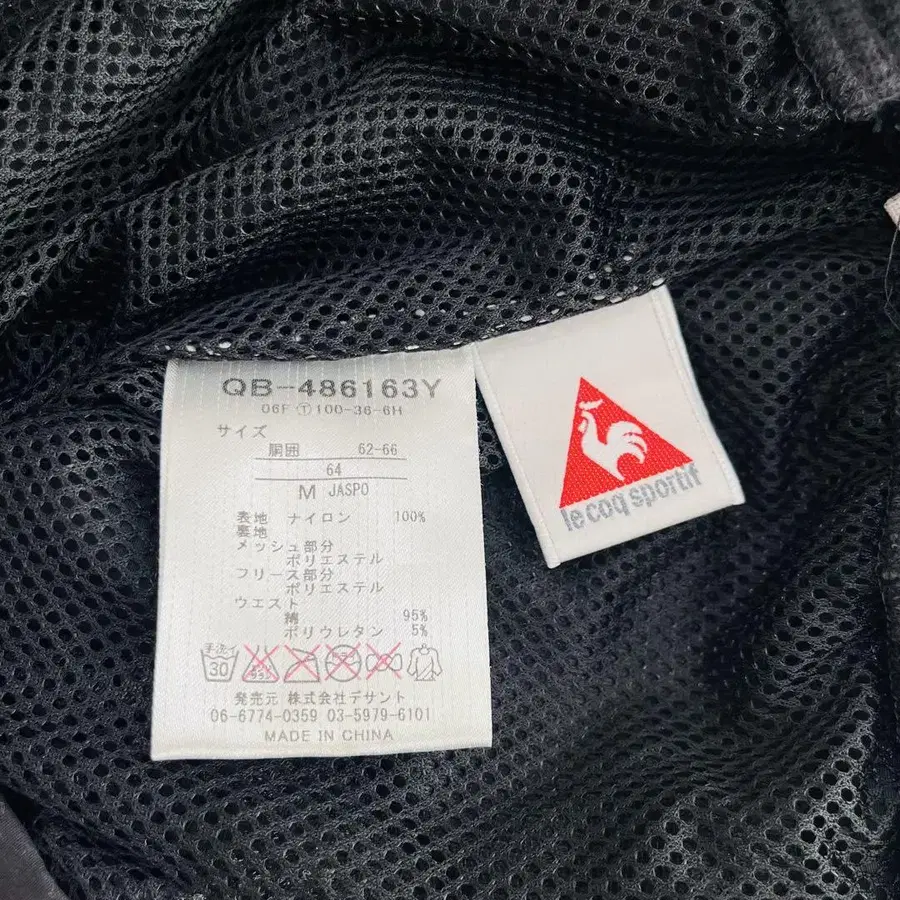 QB-486163Y
06F Ⓣ100-36-6H
サイズ
胴囲 62-66
64
M JASPO
表地 ナイロン 100%
裏地
メッシュ部分
ポリエステル
フリース部分
ポリエステル
ウエスト
綿 95%
ポリウレタン 5%
手洗イ
30
発売元 株式会社デサント
06-6774-0359 03-5979-6101
MADE IN CHINA
le coq sportif